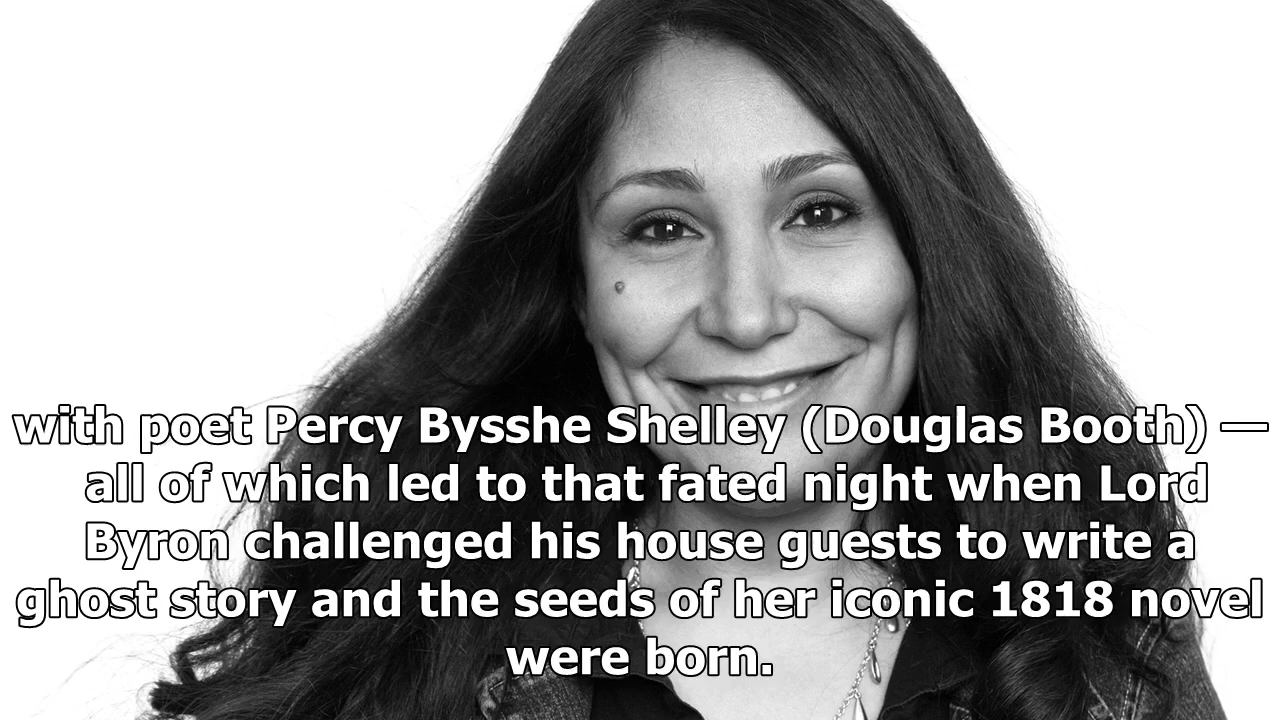 with poet Percy Bysshe Shelley (Douglas Booth) —
all of which led to that fated night when Lord
Byron challenged his house guests to write a
ghost story and the seeds of her iconic 1818 novel
were born.